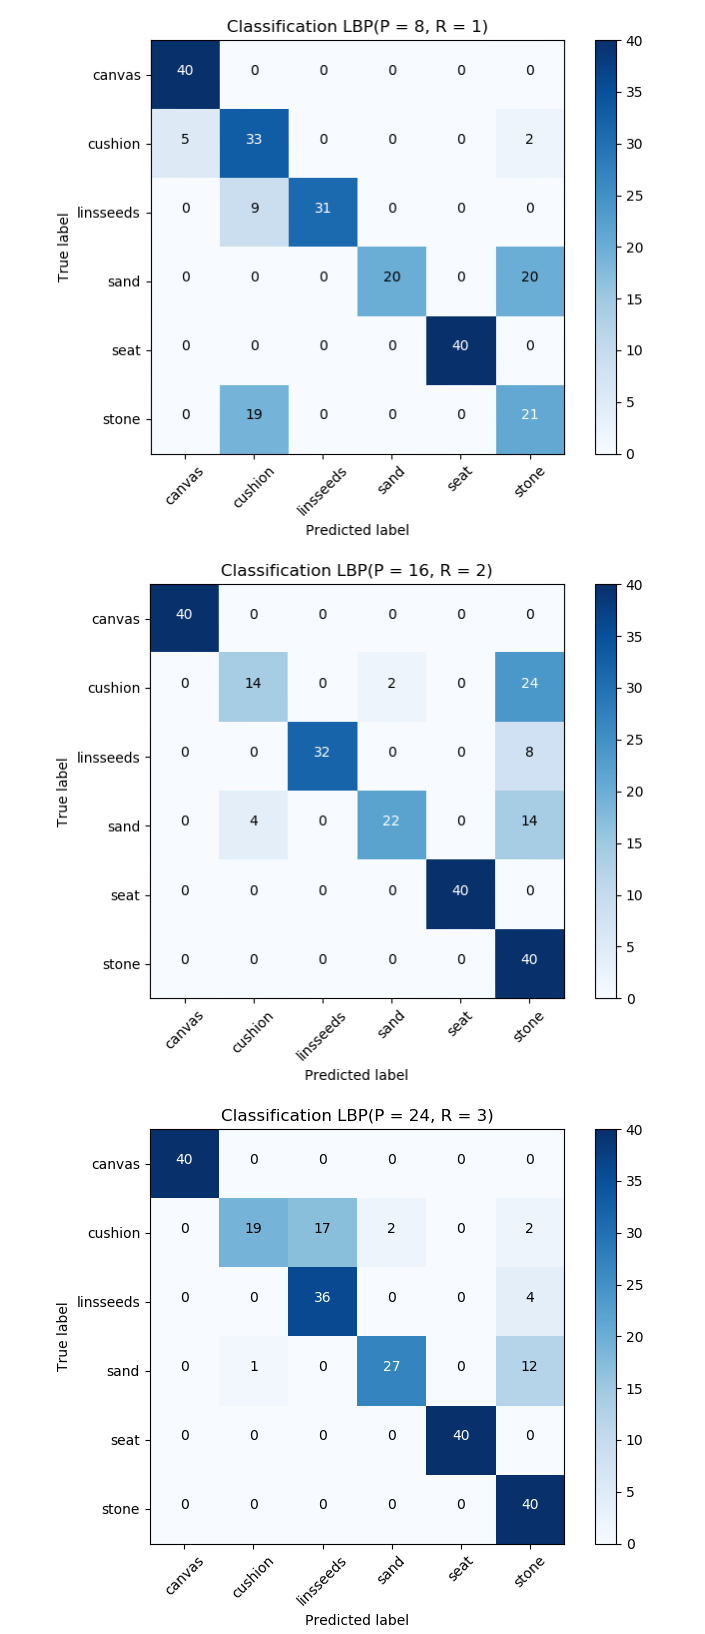 Classification LBP(P = 8, R = 1)
canvas 40 0 0 0 0 0
cushion 5 33 0 0 0 2
linsseeds 0 9 31 0 0 0
sand 0 0 0 20 0 20
seat 0 0 0 0 40 0
stone 0 19 0 0 0 21
True label
canvas cushion linsseeds sand seat stone
Predicted label
40
35
30
25
20
15
10
5
0
Classification LBP(P = 16, R = 2)
canvas 40 0 0 0 0 0
cushion 0 14 0 2 0 24
linsseeds 0 0 32 0 0 8
sand 0 4 0 22 0 14
seat 0 0 0 0 40 0
stone 0 0 0 0 0 40
True label
canvas cushion linsseeds sand seat stone
Predicted label
40
35
30
25
20
15
10
5
0
Classification LBP(P = 24, R = 3)
canvas 40 0 0 0 0 0
cushion 0 19 17 2 0 2
linsseeds 0 0 36 0 0 4
sand 0 1 0 27 0 12
seat 0 0 0 0 40 0
stone 0 0 0 0 0 40
True label
canvas cushion linsseeds sand seat stone
Predicted label
40
35
30
25
20
15
10
5
0